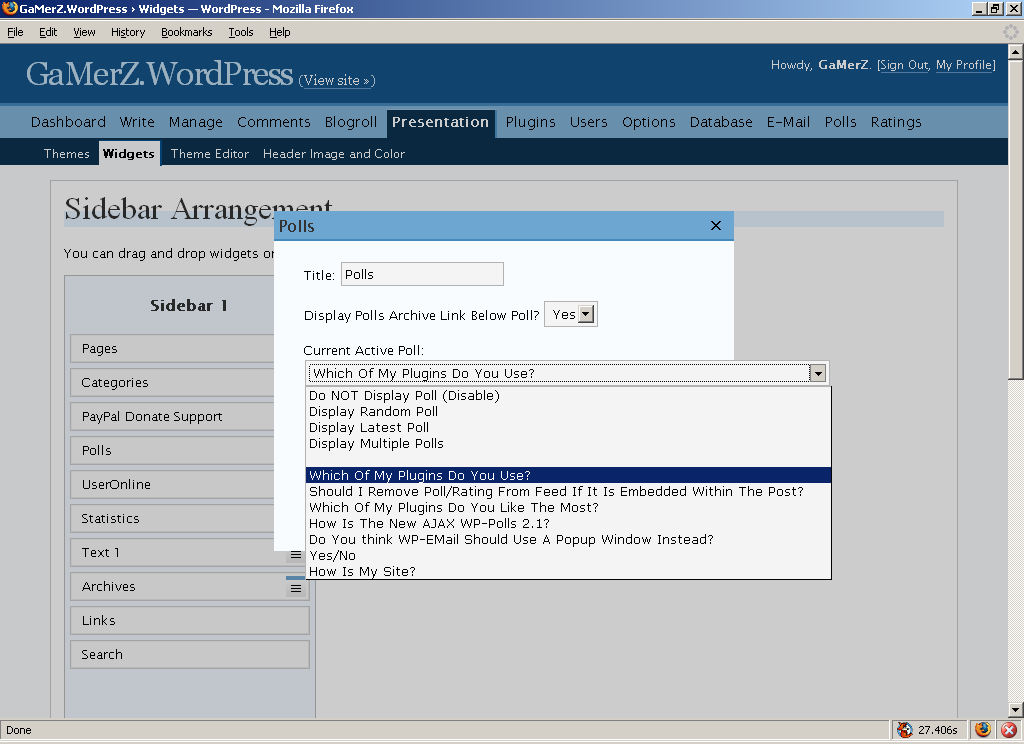 GaMerZ.WordPress › Widgets — WordPress - Mozilla Firefox
File Edit View History Bookmarks Tools Help
GaMerZ.WordPress (View site »)
Howdy, GaMerZ. [Sign Out, My Profile]
Dashboard Write Manage Comments Blogroll Presentation Plugins Users Options Database E-Mail Polls Ratings
Themes Widgets Theme Editor Header Image and Color
Sidebar Arrangement
You can drag and drop widgets
Sidebar 1
Pages
Categories
PayPal Donate Support
Polls
UserOnline
Statistics
Text 1
Archives
Links
Search
Polls
Title: Polls
Display Polls Archive Link Below Poll? Yes
Current Active Poll:
Which Of My Plugins Do You Use?
Do NOT Display Poll (Disable)
Display Random Poll
Display Latest Poll
Display Multiple Polls
Which Of My Plugins Do You Use?
Should I Remove Poll/Rating From Feed If It Is Embedded Within The Post?
Which Of My Plugins Do You Like The Most?
How Is The New AJAX WP-Polls 2.1?
Do You think WP-EMail Should Use A Popup Window Instead?
Yes/No
How Is My Site?
Done
27.406s